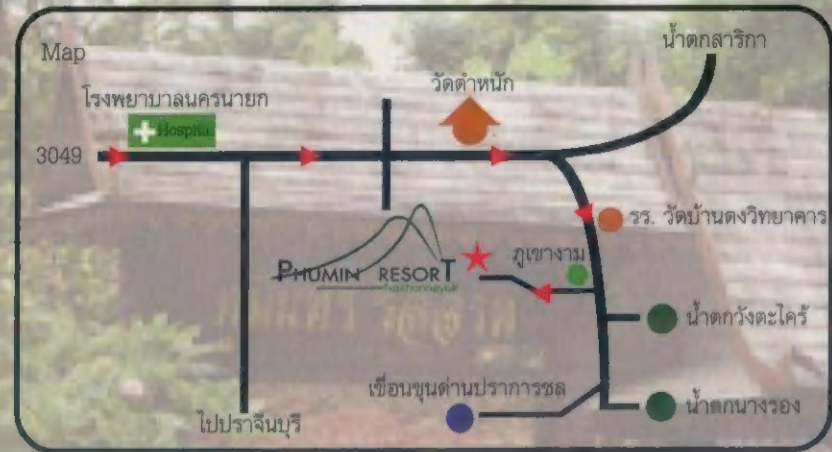 Map
น้ำตกสาริกา
วัดตำหนัก
โรงพยาบาลนครนายก
Hospital
3049
รร. วัดบ้านดงวิทยาคาร
ภูเขางาม
PHUMIN RESORT
Nakhonnayok
น้ำตกวังตะไคร้
เขื่อนขุนด่านปราการชล
น้ำตกนางรอง
ไปปราจีนบุรี